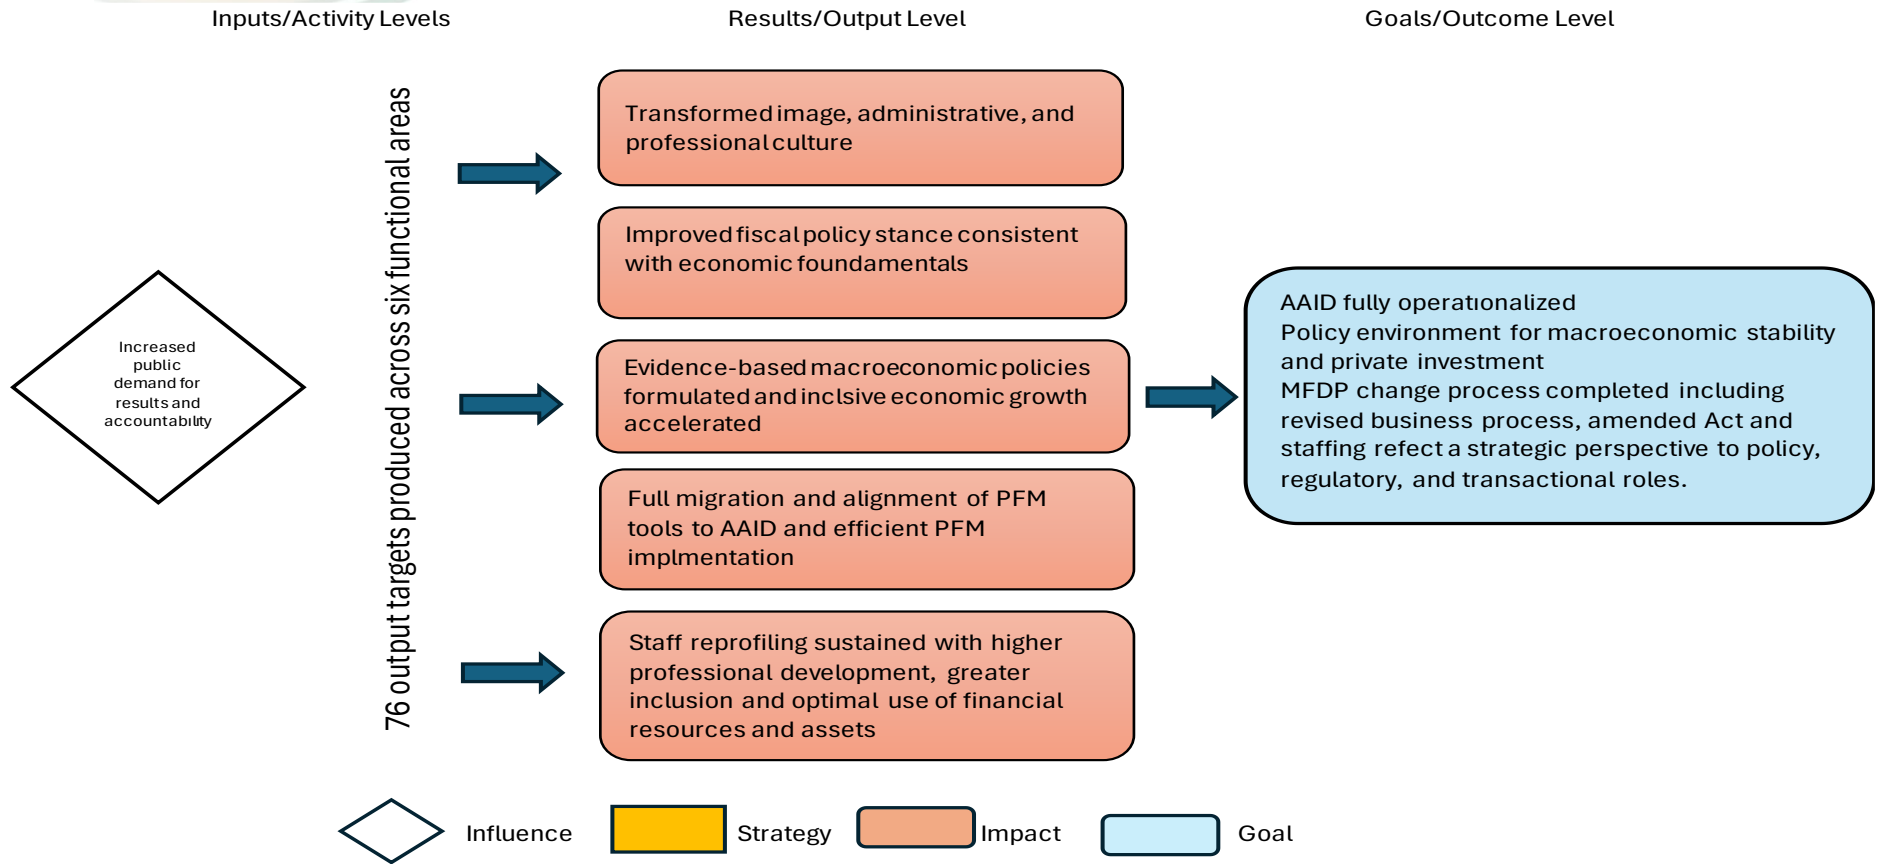 Inputs/Activity Levels
Results/Output Level
Goals/Outcome Level
Increased
public
demand for
results and
accountability
76 output targets produced across six functional areas
Transformed image, administrative, and
professional culture
Improved fiscal policy stance consistent
with economic foundamentals
Evidence-based macroeconomic policies
formulated and inclsive economic growth
accelerated
Full migration and alignment of PFM
tools to AAID and efficient PFM
implmentation
Staff reprofiling sustained with higher
professional development, greater
inclusion and optimal use of financial
resources and assets
AAID fully operationalized
Policy environment for macroeconomic stability
and private investment
MFDP change process completed including
revised business process, amended Act and
staffing refect a strategic perspective to policy,
regulatory, and transactional roles.
Influence
Strategy
Impact
Goal